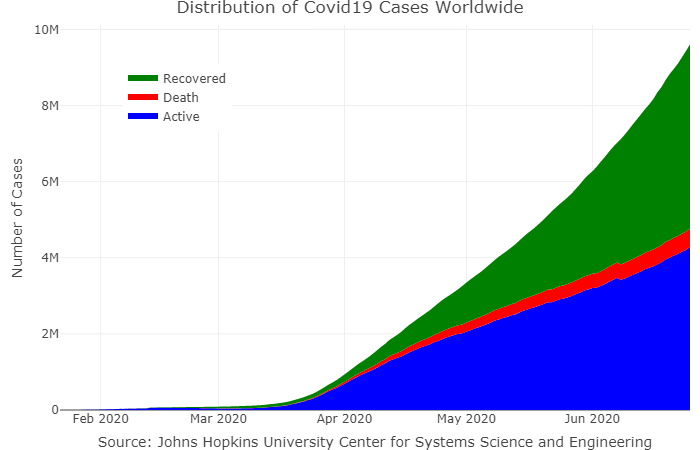 Distribution of Covid19 Cases Worldwide
10M
8M
6M
4M
2M
0
Number of Cases
Recovered
Death
Active
Feb 2020
Mar 2020
Apr 2020
May 2020
Jun 2020
Source: Johns Hopkins University Center for Systems Science and Engineering